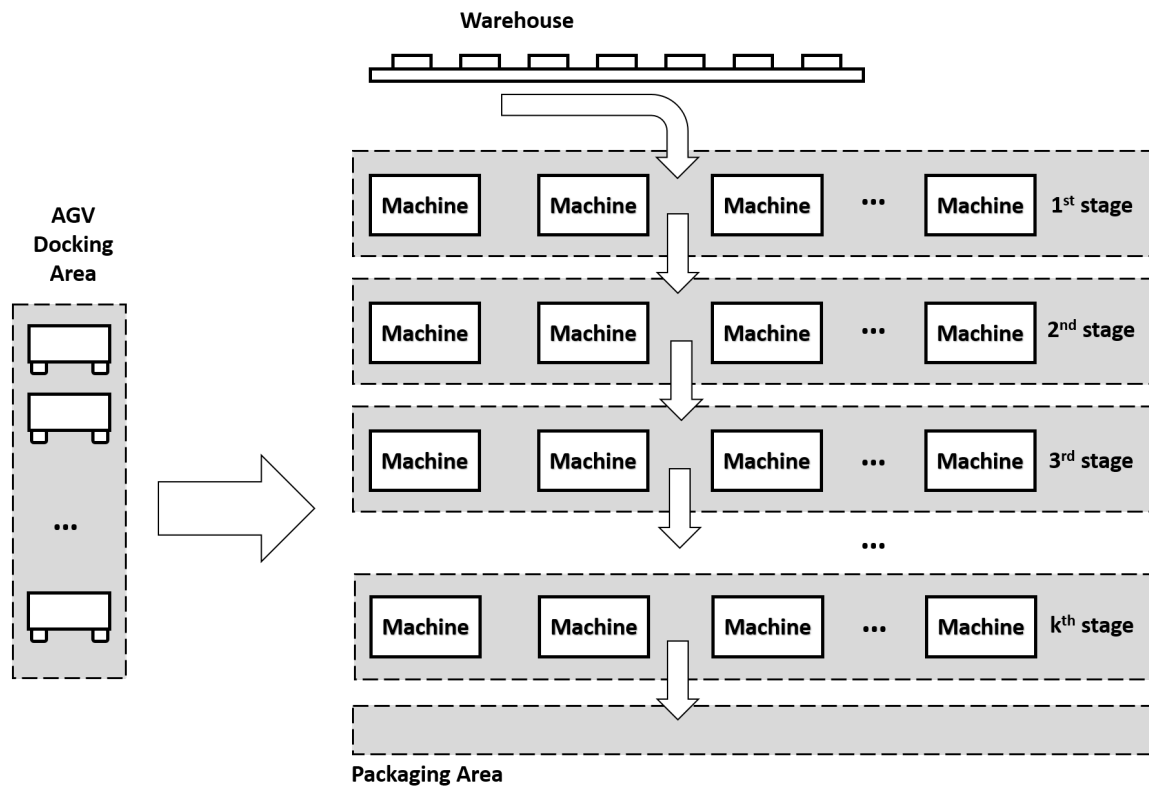 Warehouse
AGV
Docking
Area
...
Machine Machine Machine ... Machine 1st stage
Machine Machine Machine ... Machine 2nd stage
Machine Machine Machine ... Machine 3rd stage
...
Machine Machine Machine ... Machine kth stage
Packaging Area